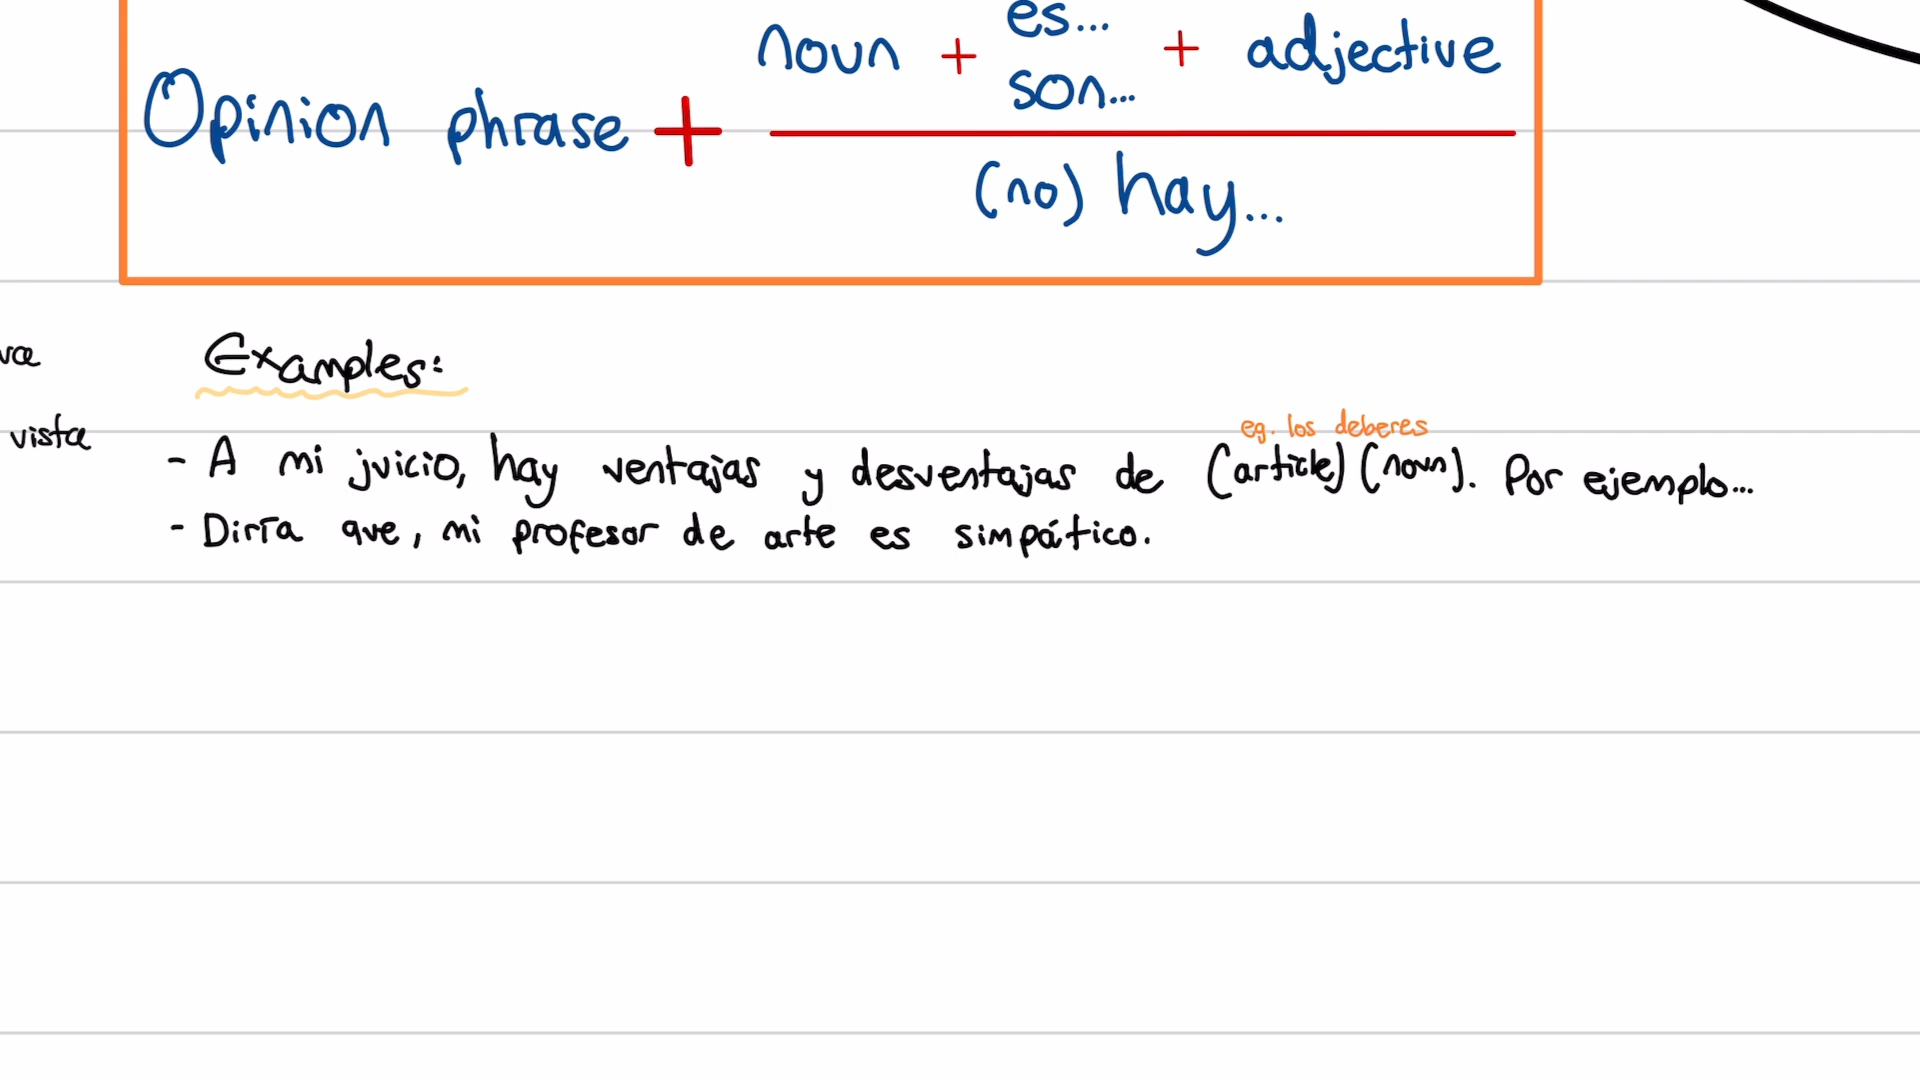 noun + es... + adjective
son...
Opinion phrase +
(no) hay...
Examples:
vista
eg. los deberes
- A mi juicio, hay ventajas y desventajas de (article) (noun). Por ejemplo...
- Diría que, mi profesor de arte es simpático.